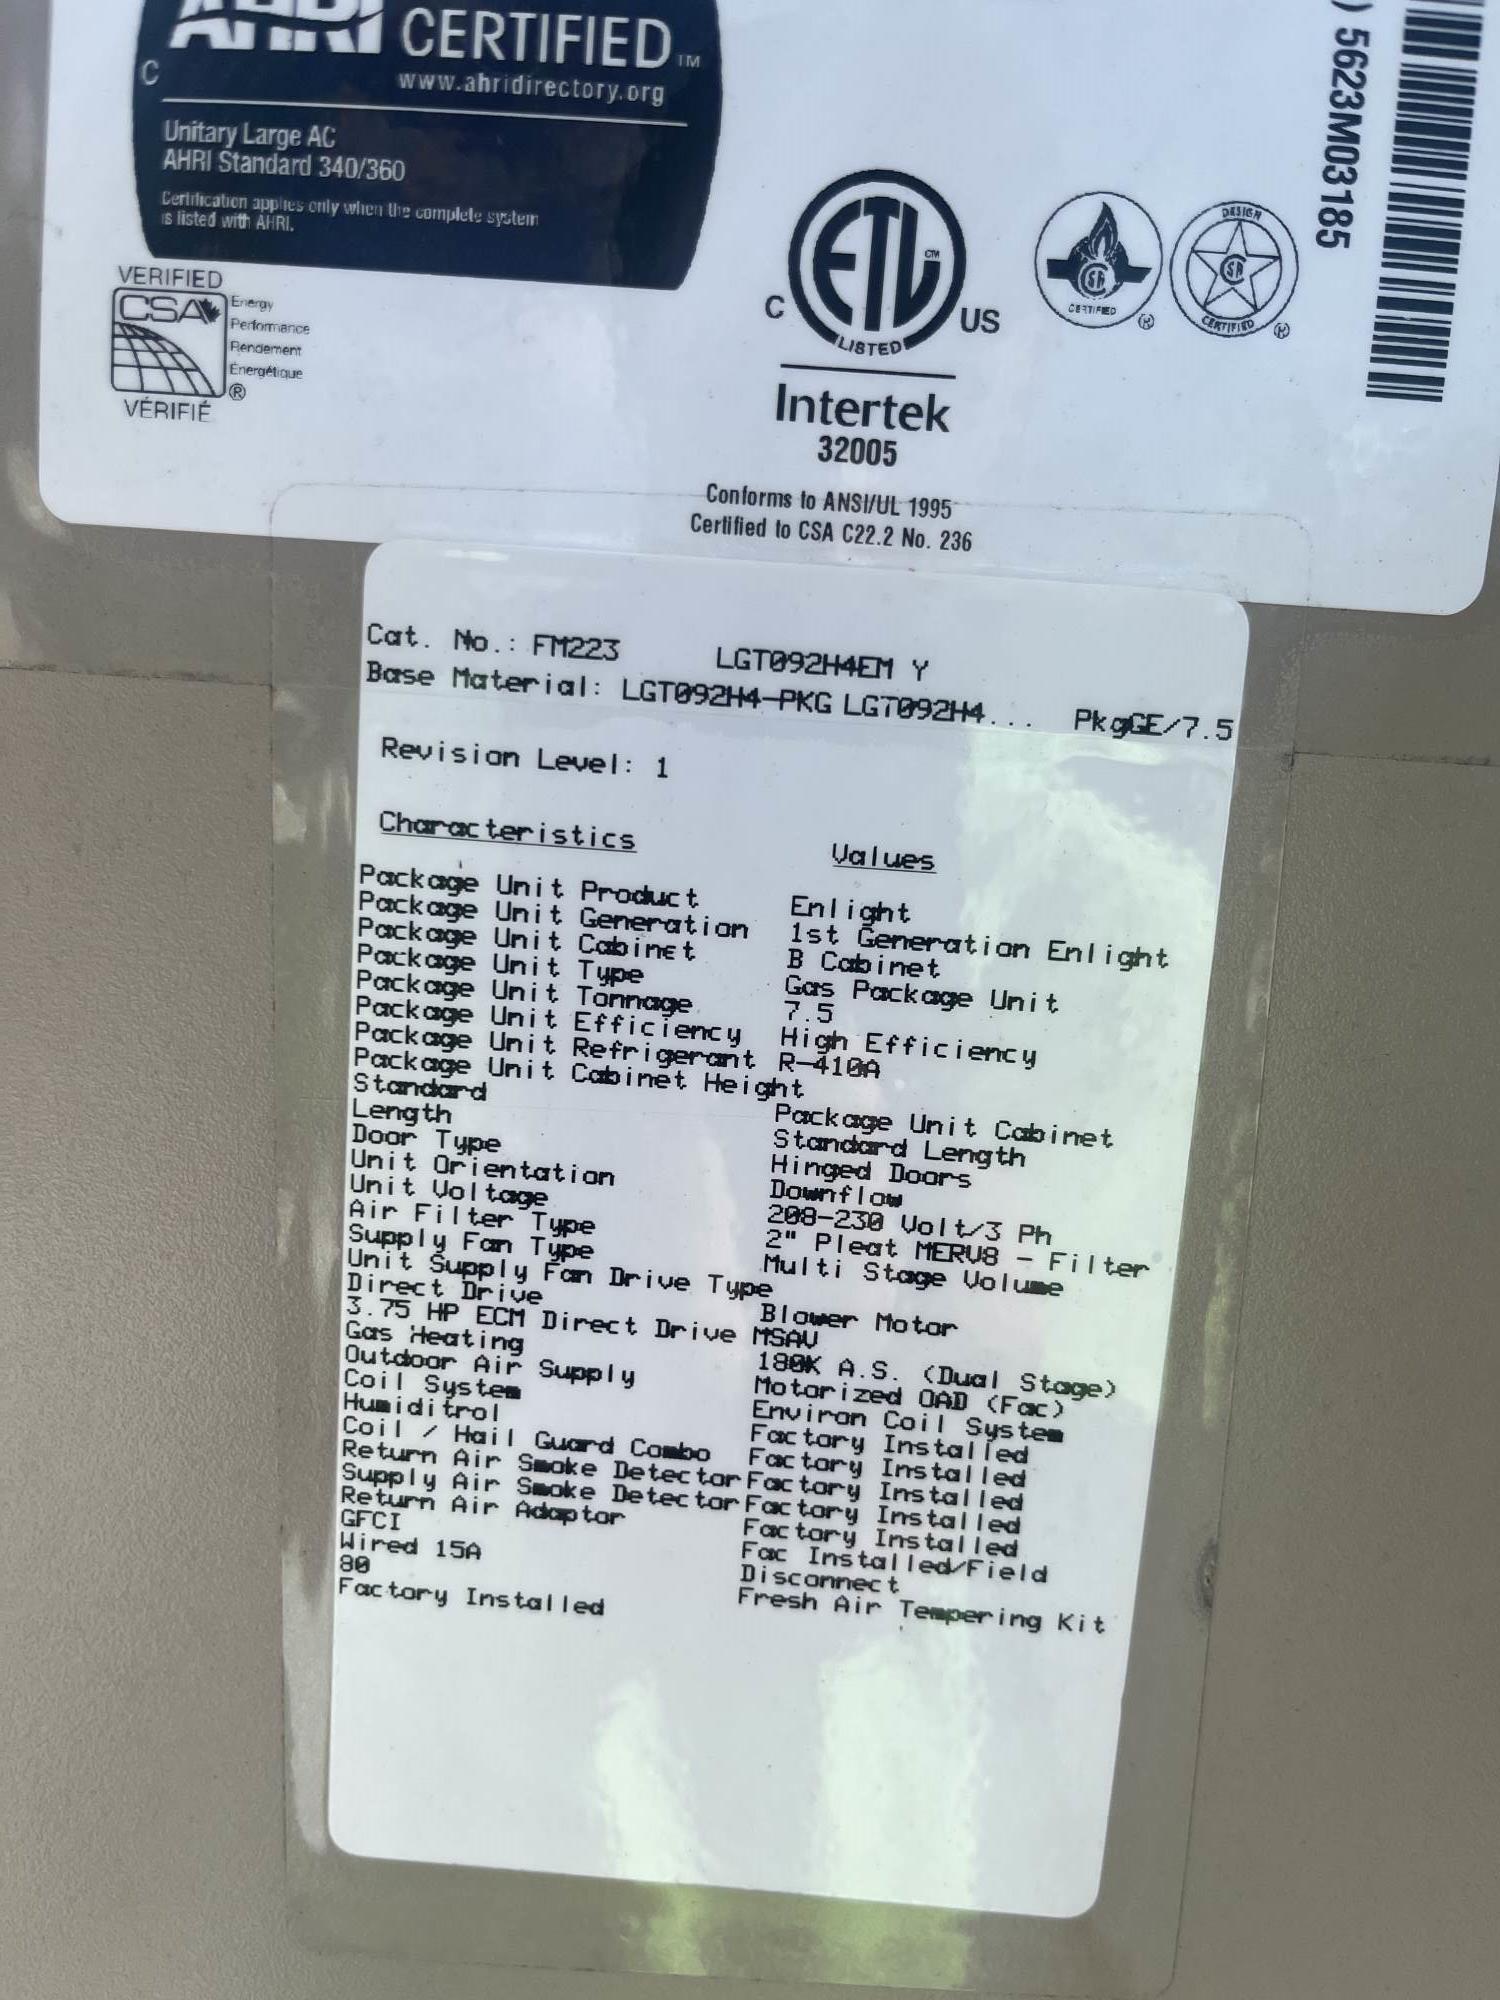 AHRI CERTIFIED™
www.ahridirectory.org
C
Unitary Large AC
AHRI Standard 340/360
Certification applies only when the complete system
is listed with AHRI.
) 5623M03185
VERIFIED
CSA
Energy
Performance
Rendement
Énergétique
®
VÉRIFIÉ
C ETL CM US
LISTED
Intertek
32005
CERTIFIED ®
DESIGN
CERTIFIED ®
Conforms to ANSI/UL 1995
Certified to CSA C22.2 No. 236
Cat. No.: FM223 LGT092H4EM Y
Base Material: LGT092H4-PKG LGT092H4... PkgGE/7.5
Revision Level: 1
Characteristics Values
Package Unit Product Enlight
Package Unit Generation 1st Generation Enlight
Package Unit Cabinet B Cabinet
Package Unit Type Gas Package Unit
Package Unit Tonnage 7.5
Package Unit Efficiency High Efficiency
Package Unit Refrigerant R-410A
Package Unit Cabinet Height
Standard Package Unit Cabinet
Length Standard Length
Door Type Hinged Doors
Unit Orientation Downflow
Unit Voltage 208-230 Volt/3 Ph
Air Filter Type 2" Pleat MERV8 - Filter
Supply Fan Type Multi Stage Volume
Unit Supply Fan Drive Type
Direct Drive Blower Motor
3.75 HP ECM Direct Drive MSAV
Gas Heating 180K A.S. (Dual Stage)
Outdoor Air Supply Motorized OAD (Fac)
Coil System Environ Coil System
Humiditrol Factory Installed
Coil / Hail Guard Combo Factory Installed
Return Air Smoke Detector Factory Installed
Supply Air Smoke Detector Factory Installed
Return Air Adaptor Factory Installed
GFCI Fac Installed/Field
Wired 15A Disconnect
80 Fresh Air Tempering Kit
Factory Installed